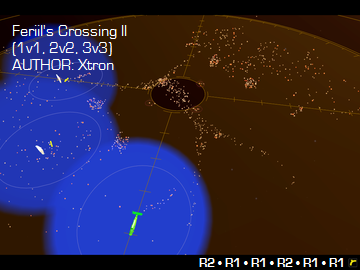 Feriil's Crossing II
(1v1, 2v2, 3v3)
AUTHOR: Xtron
R2 • R1 • R1 • R2 • R1 • R1 r